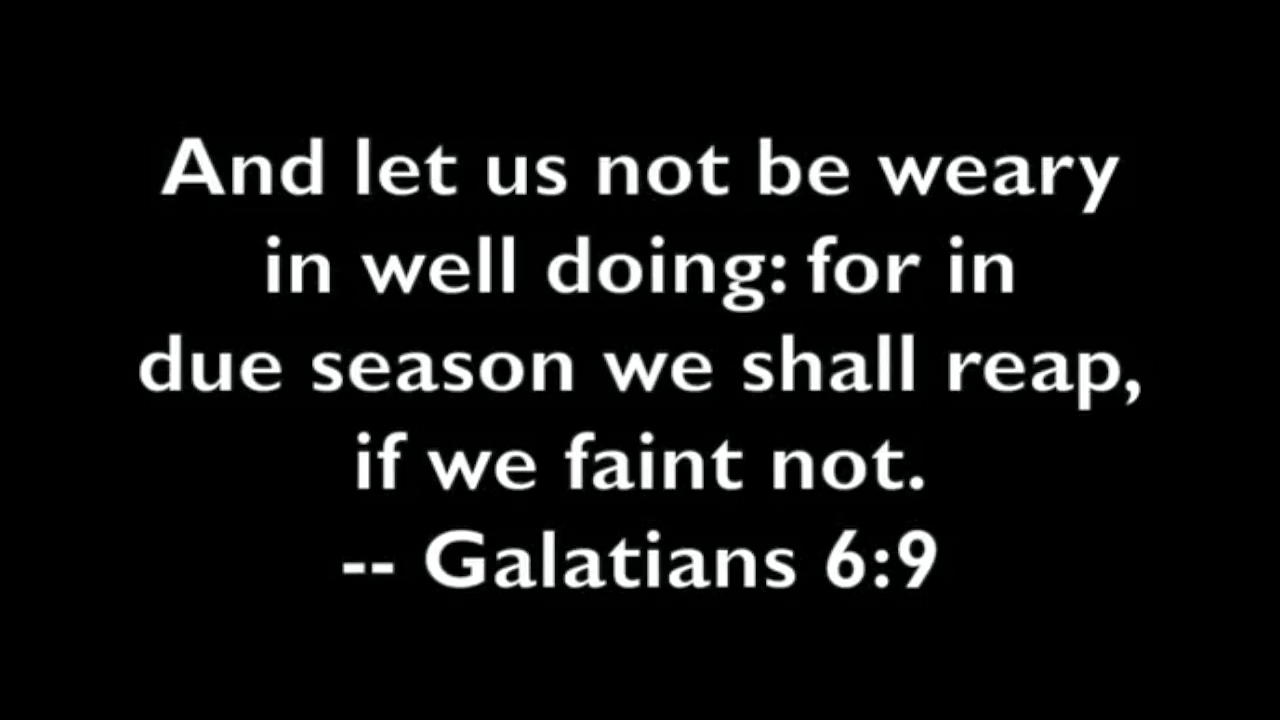 And let us not be weary
in well doing: for in
due season we shall reap,
if we faint not.
-- Galatians 6:9